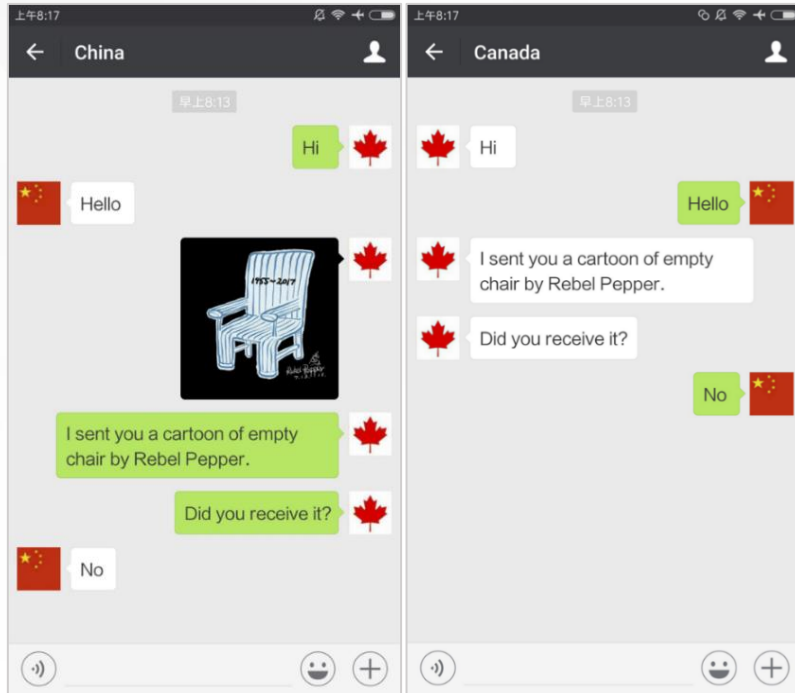 上午8:17
China
早上8:13
Hi
Hello
1955-2017
Rebel Pepper
I sent you a cartoon of empty
chair by Rebel Pepper.
Did you receive it?
No
上午8:17
Canada
早上8:13
Hi
Hello
I sent you a cartoon of empty
chair by Rebel Pepper.
Did you receive it?
No